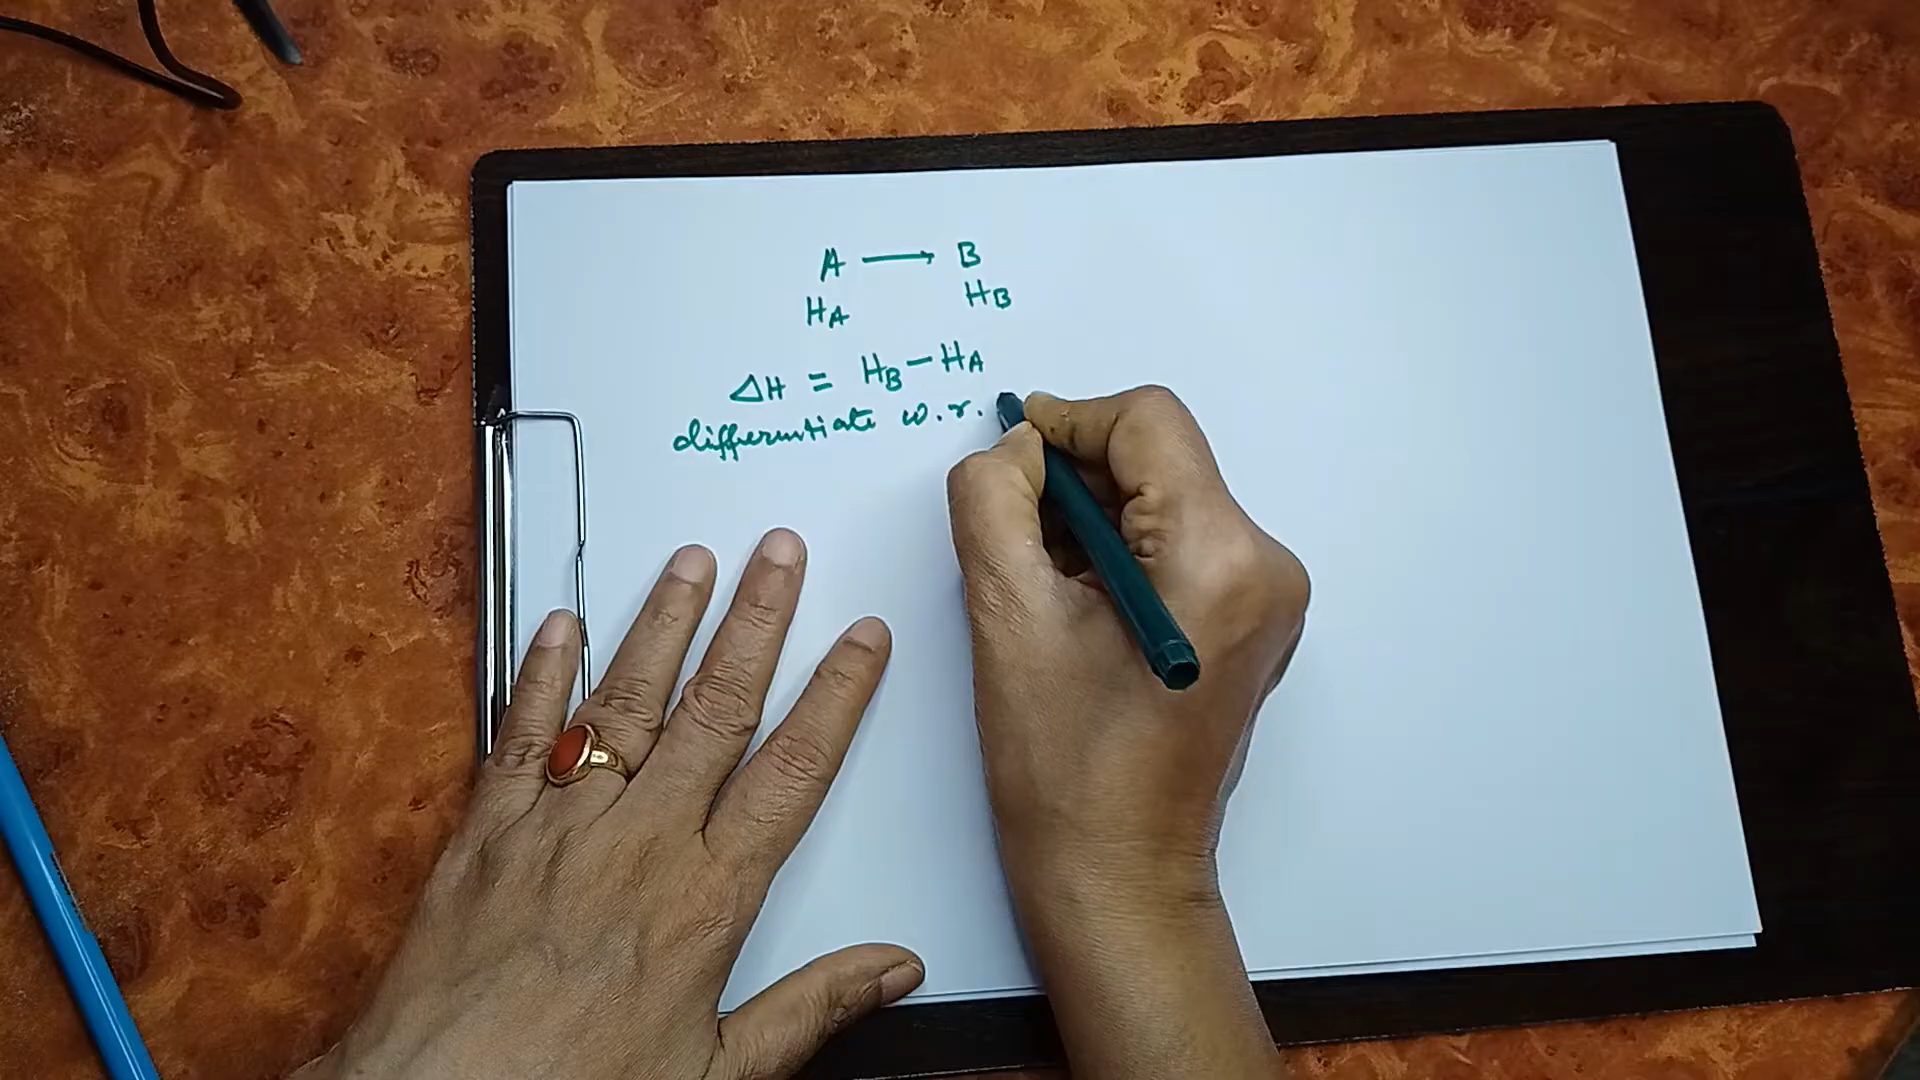 A ⟶ B
H_A H_B
ΔH = H_B − H_A
differentiate w.r.